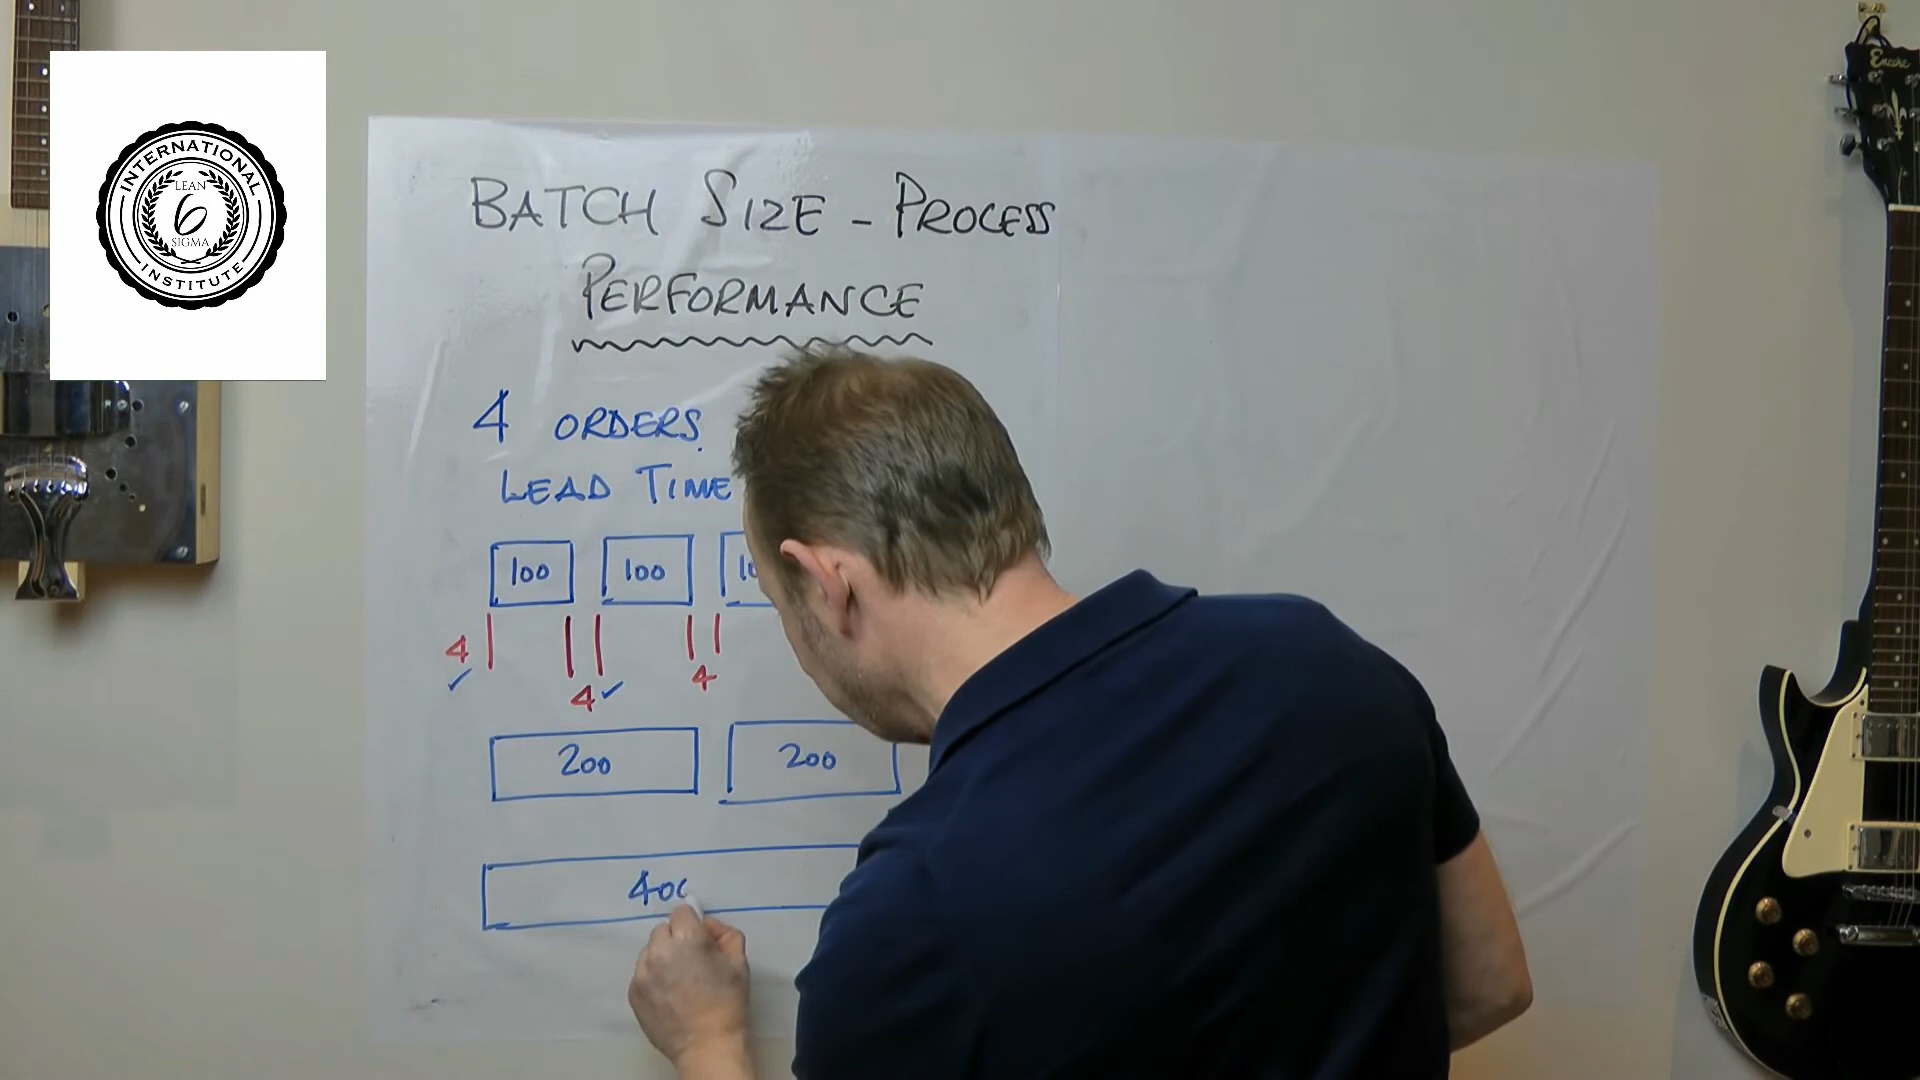 INTERNATIONAL
LEAN
6
SIGMA
INSTITUTE
Encore
BATCH SIZE - PROCESS
PERFORMANCE
4 ORDERS
LEAD TIME
100 100
4 4✓ 4
✓
200 200